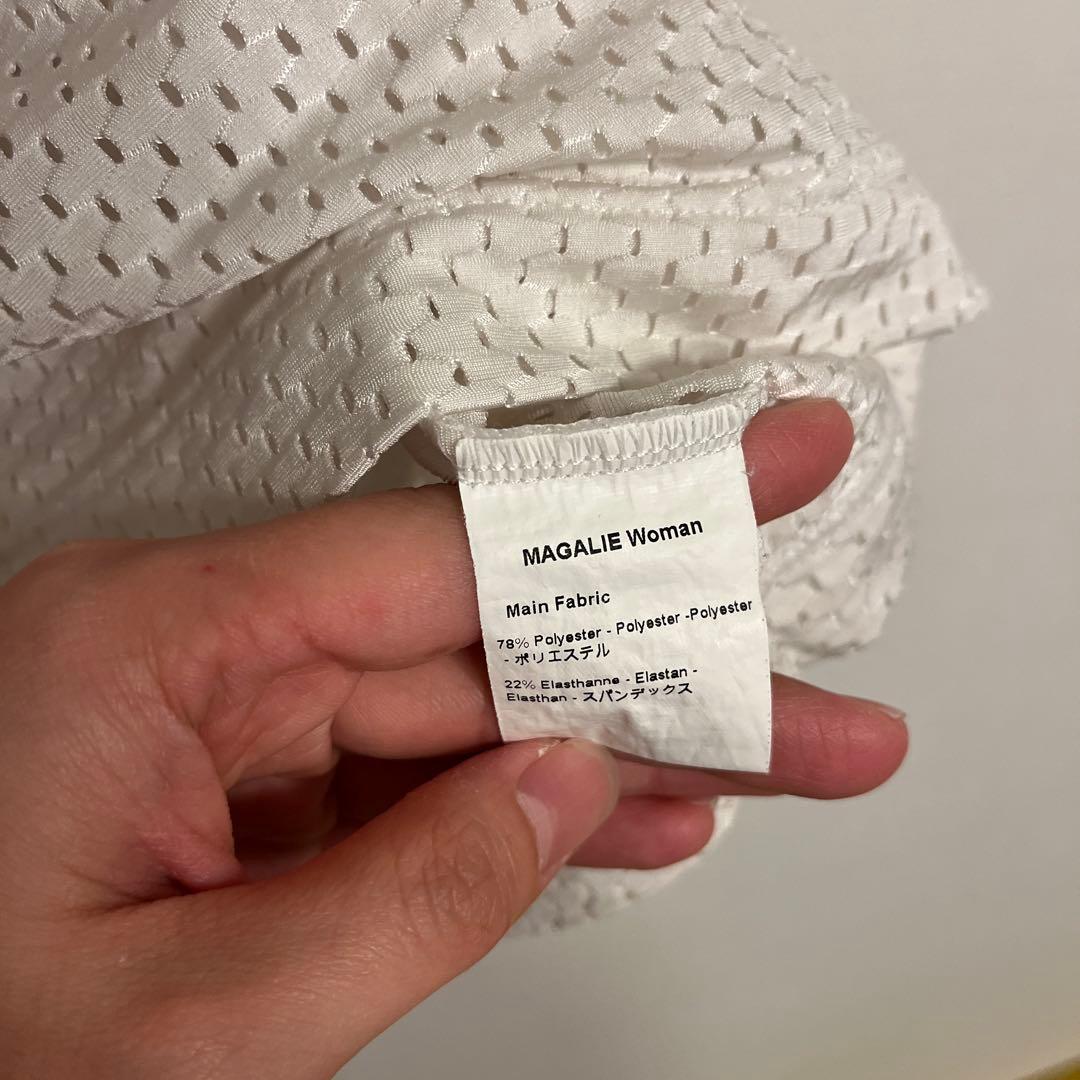 MAGALIE Woman
Main Fabric
78% Polyester - Polyester -Polyester
- ポリエステル
22% Elasthanne - Elastan -
Elasthan - スパンデックス